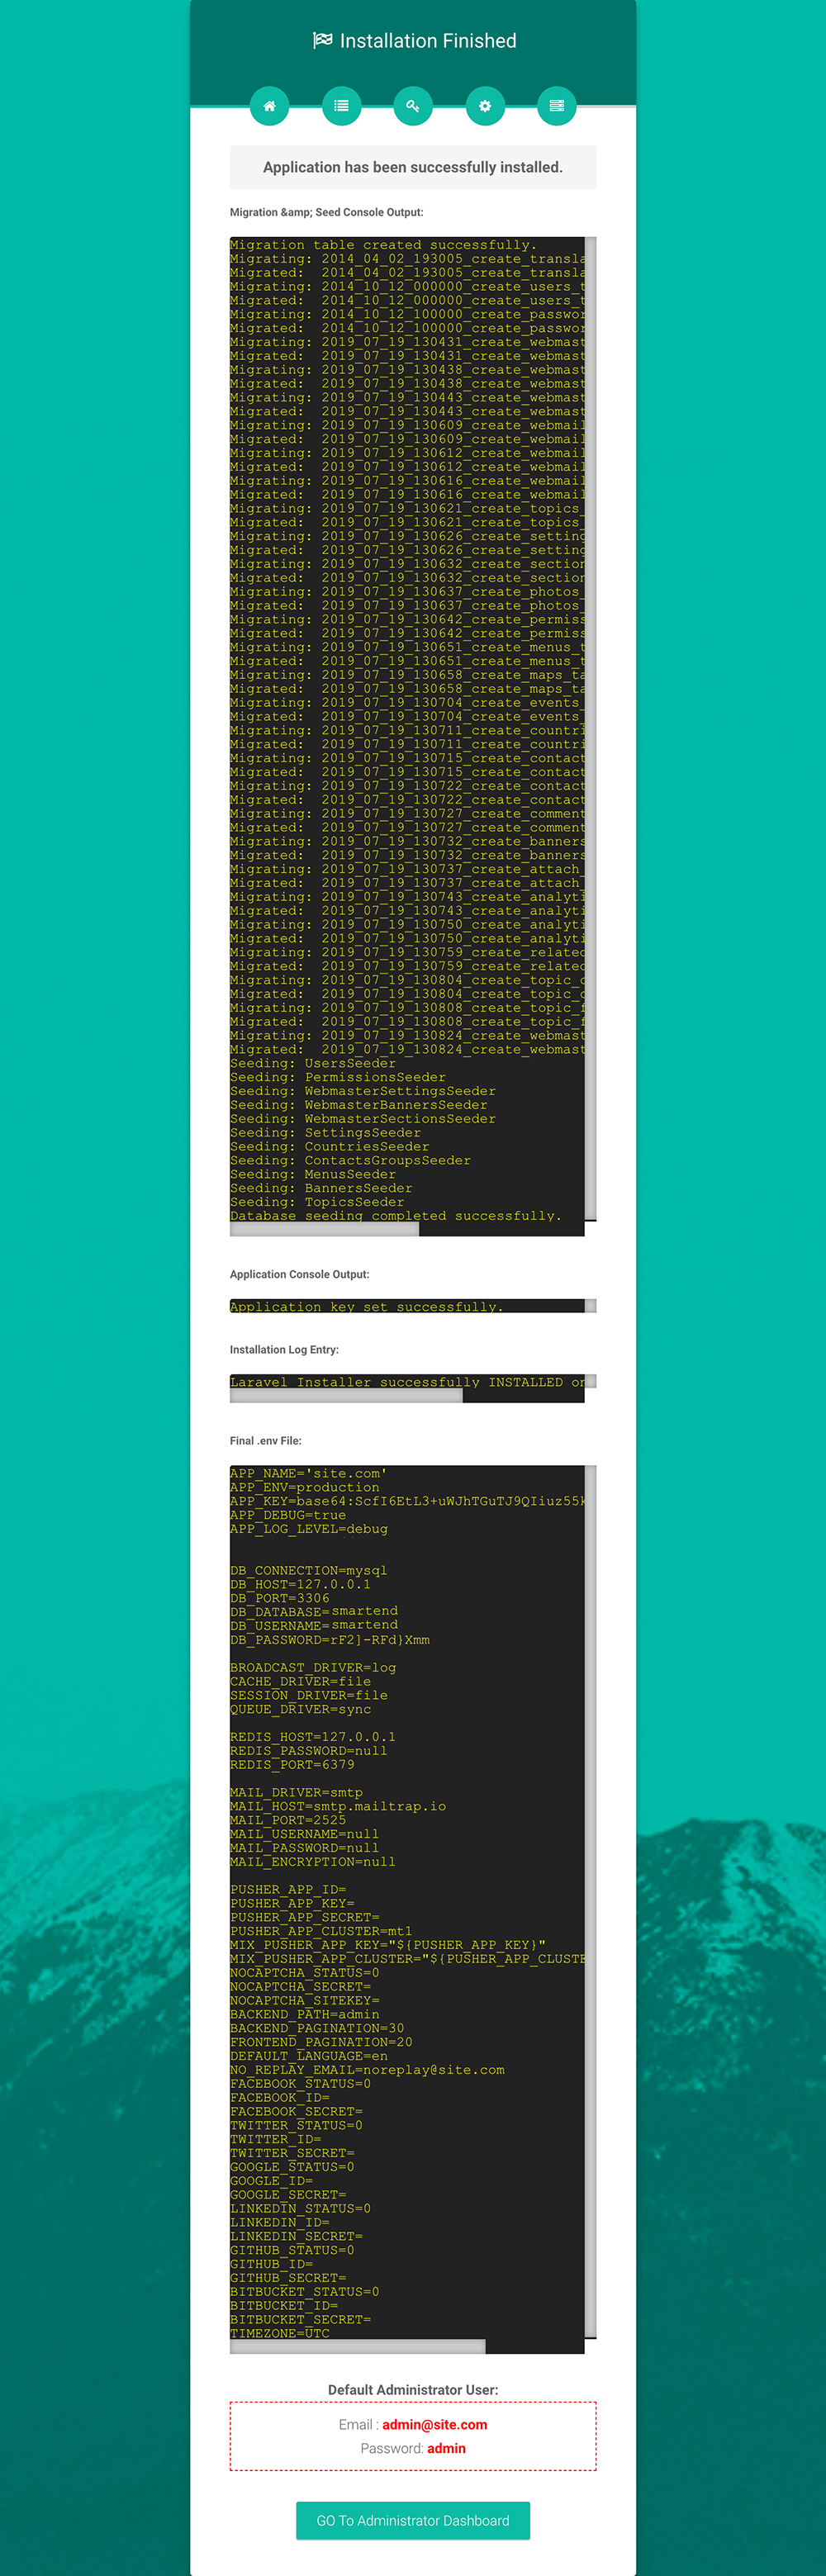 Installation Finished
Application has been successfully installed.
Migration &amp; Seed Console Output:
Migration table created successfully.
Migrating: 2014_04_02_193005_create_transla
Migrated:  2014_04_02_193005_create_transla
Migrating: 2014_10_12_000000_create_users_t
Migrated:  2014_10_12_000000_create_users_t
Migrating: 2014_10_12_100000_create_passwor
Migrated:  2014_10_12_100000_create_passwor
Migrating: 2019_07_19_130431_create_webmast
Migrated:  2019_07_19_130431_create_webmast
Migrating: 2019_07_19_130438_create_webmast
Migrated:  2019_07_19_130438_create_webmast
Migrating: 2019_07_19_130443_create_webmast
Migrated:  2019_07_19_130443_create_webmast
Migrating: 2019_07_19_130609_create_webmail
Migrated:  2019_07_19_130609_create_webmail
Migrating: 2019_07_19_130612_create_webmail
Migrated:  2019_07_19_130612_create_webmail
Migrating: 2019_07_19_130616_create_webmail
Migrated:  2019_07_19_130616_create_webmail
Migrating: 2019_07_19_130621_create_topics_
Migrated:  2019_07_19_130621_create_topics_
Migrating: 2019_07_19_130626_create_setting
Migrated:  2019_07_19_130626_create_setting
Migrating: 2019_07_19_130632_create_section
Migrated:  2019_07_19_130632_create_section
Migrating: 2019_07_19_130637_create_photos_
Migrated:  2019_07_19_130637_create_photos_
Migrating: 2019_07_19_130642_create_permiss
Migrated:  2019_07_19_130642_create_permiss
Migrating: 2019_07_19_130651_create_menus_t
Migrated:  2019_07_19_130651_create_menus_t
Migrating: 2019_07_19_130658_create_maps_ta
Migrated:  2019_07_19_130658_create_maps_ta
Migrating: 2019_07_19_130704_create_events_
Migrated:  2019_07_19_130704_create_events_
Migrating: 2019_07_19_130711_create_countri
Migrated:  2019_07_19_130711_create_countri
Migrating: 2019_07_19_130715_create_contact
Migrated:  2019_07_19_130715_create_contact
Migrating: 2019_07_19_130722_create_contact
Migrated:  2019_07_19_130722_create_contact
Migrating: 2019_07_19_130727_create_comment
Migrated:  2019_07_19_130727_create_comment
Migrating: 2019_07_19_130732_create_banners
Migrated:  2019_07_19_130732_create_banners
Migrating: 2019_07_19_130737_create_attach_
Migrated:  2019_07_19_130737_create_attach_
Migrating: 2019_07_19_130743_create_analyti
Migrated:  2019_07_19_130743_create_analyti
Migrating: 2019_07_19_130750_create_analyti
Migrated:  2019_07_19_130750_create_analyti
Migrating: 2019_07_19_130759_create_related
Migrated:  2019_07_19_130759_create_related
Migrating: 2019_07_19_130804_create_topic_c
Migrated:  2019_07_19_130804_create_topic_c
Migrating: 2019_07_19_130808_create_topic_f
Migrated:  2019_07_19_130808_create_topic_f
Migrating: 2019_07_19_130824_create_webmast
Migrated:  2019_07_19_130824_create_webmast
Seeding: UsersSeeder
Seeding: PermissionsSeeder
Seeding: WebmasterSettingsSeeder
Seeding: WebmasterBannersSeeder
Seeding: WebmasterSectionsSeeder
Seeding: SettingsSeeder
Seeding: CountriesSeeder
Seeding: ContactsGroupsSeeder
Seeding: MenusSeeder
Seeding: BannersSeeder
Seeding: TopicsSeeder
Database seeding completed successfully.
Application Console Output:
Application key set successfully.
Installation Log Entry:
Laravel Installer successfully INSTALLED on
Final .env File:
APP_NAME='site.com'
APP_ENV=production
APP_KEY=base64:ScfI6EtL3+uWJhTGuTJ9QIiuz55k
APP_DEBUG=true
APP_LOG_LEVEL=debug
DB_CONNECTION=mysql
DB_HOST=127.0.0.1
DB_PORT=3306
DB_DATABASE=smartend
DB_USERNAME=smartend
DB_PASSWORD=rF2]-RFd}Xmm
BROADCAST_DRIVER=log
CACHE_DRIVER=file
SESSION_DRIVER=file
QUEUE_DRIVER=sync
REDIS_HOST=127.0.0.1
REDIS_PASSWORD=null
REDIS_PORT=6379
MAIL_DRIVER=smtp
MAIL_HOST=smtp.mailtrap.io
MAIL_PORT=2525
MAIL_USERNAME=null
MAIL_PASSWORD=null
MAIL_ENCRYPTION=null
PUSHER_APP_ID=
PUSHER_APP_KEY=
PUSHER_APP_SECRET=
PUSHER_APP_CLUSTER=mt1
MIX_PUSHER_APP_KEY="${PUSHER_APP_KEY}"
MIX_PUSHER_APP_CLUSTER="${PUSHER_APP_CLUSTE
NOCAPTCHA_STATUS=0
NOCAPTCHA_SECRET=
NOCAPTCHA_SITEKEY=
BACKEND_PATH=admin
BACKEND_PAGINATION=30
FRONTEND_PAGINATION=20
DEFAULT_LANGUAGE=en
NO_REPLAY_EMAIL=noreplay@site.com
FACEBOOK_STATUS=0
FACEBOOK_ID=
FACEBOOK_SECRET=
TWITTER_STATUS=0
TWITTER_ID=
TWITTER_SECRET=
GOOGLE_STATUS=0
GOOGLE_ID=
GOOGLE_SECRET=
LINKEDIN_STATUS=0
LINKEDIN_ID=
LINKEDIN_SECRET=
GITHUB_STATUS=0
GITHUB_ID=
GITHUB_SECRET=
BITBUCKET_STATUS=0
BITBUCKET_ID=
BITBUCKET_SECRET=
TIMEZONE=UTC
Default Administrator User:
Email : admin@site.com
Password: admin
GO To Administrator Dashboard